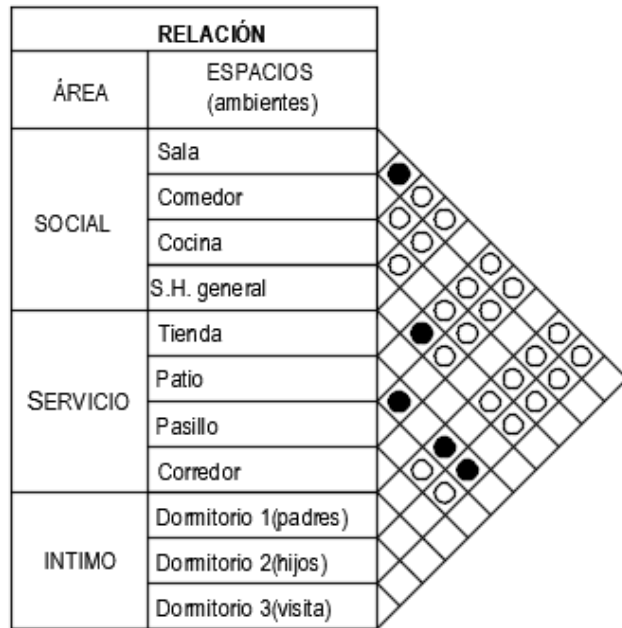 RELACIÓN
ÁREA
ESPACIOS
(ambientes)
SOCIAL
Sala
Comedor
Cocina
S.H. general
SERVICIO
Tienda
Patio
Pasillo
Corredor
INTIMO
Dormitorio 1(padres)
Dormitorio 2(hijos)
Dormitorio 3(visita)